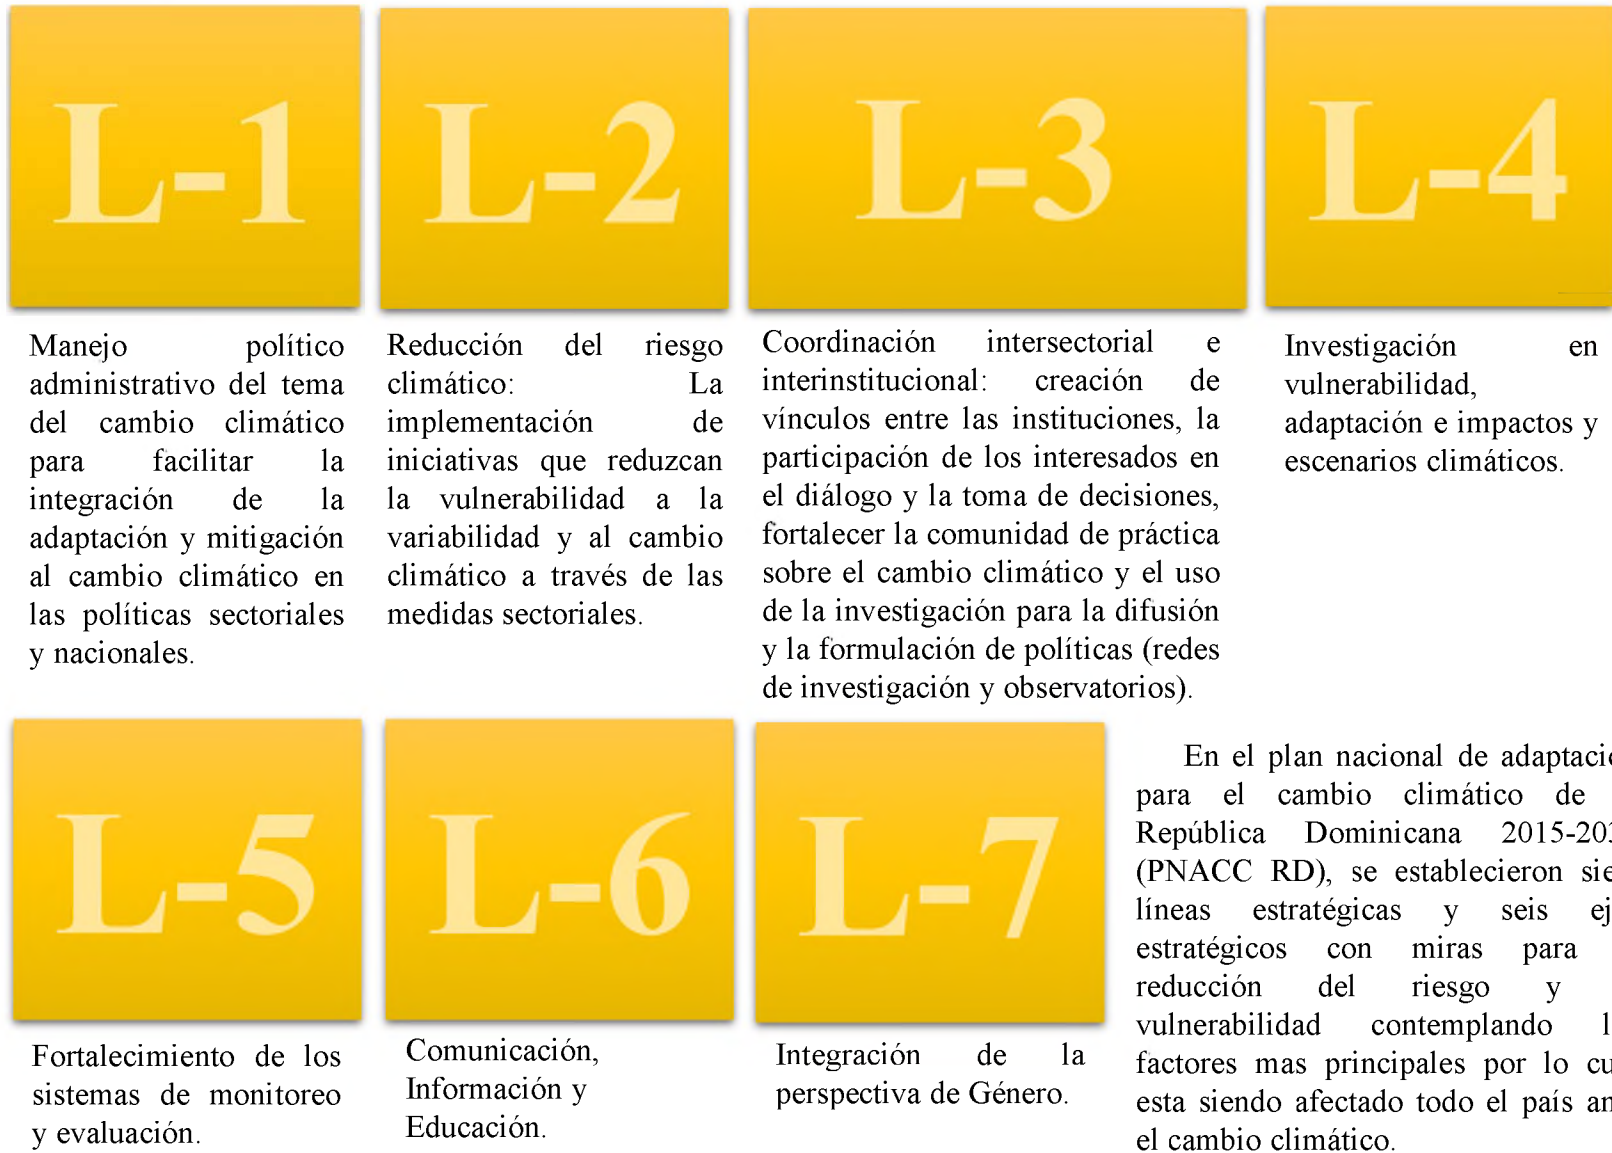 L-1
Manejo político
administrativo del tema
del cambio climático
para facilitar la
integración de la
adaptación y mitigación
al cambio climático en
las políticas sectoriales
y nacionales.
L-2
Reducción del riesgo
climático: La
implementación de
iniciativas que reduzcan
la vulnerabilidad a la
variabilidad y al cambio
climático a través de las
medidas sectoriales.
L-3
Coordinación intersectorial e
interinstitucional: creación de
vínculos entre las instituciones, la
participación de los interesados en
el diálogo y la toma de decisiones,
fortalecer la comunidad de práctica
sobre el cambio climático y el uso
de la investigación para la difusión
y la formulación de políticas (redes
de investigación y observatorios).
L-4
Investigación en
vulnerabilidad,
adaptación e impactos y
escenarios climáticos.
L-5
Fortalecimiento de los
sistemas de monitoreo
y evaluación.
L-6
Comunicación,
Información y
Educación.
L-7
Integración de la
perspectiva de Género.
En el plan nacional de
para el cambio climático de
República Dominicana
(PNACC RD), se establecieron
líneas estratégicas y seis
estratégicos con miras para
reducción del riesgo y
vulnerabilidad contemplando
factores mas principales por lo
esta siendo afectado todo el país
el cambio climático.